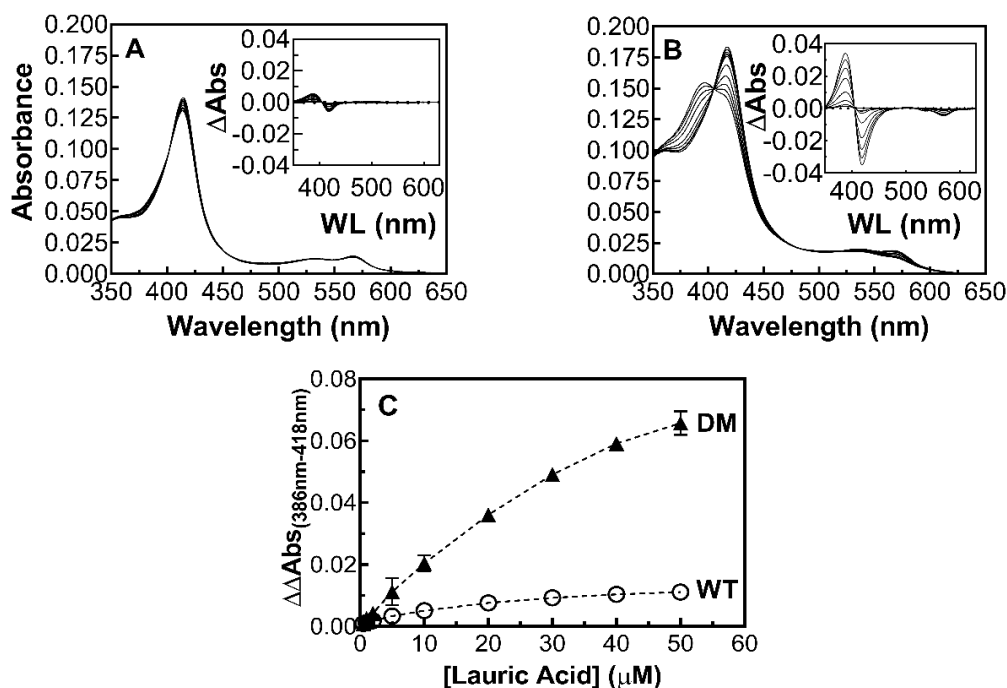 A
Absorbance
0.200
0.175
0.150
0.125
0.100
0.075
0.050
0.025
0.000
350 400 450 500 550 600 650
Wavelength (nm)
ΔΔAbs
0.04
0.02
0.00
-0.02
-0.04
400 500 600
WL (nm)
B
0.200
0.175
0.150
0.125
0.100
0.075
0.050
0.025
0.000
350 400 450 500 550 600 650
Wavelength (nm)
ΔΔAbs
0.04
0.02
0.00
-0.02
-0.04
400 500 600
WL (nm)
C
ΔΔAbs(386nm-418nm)
0.08
0.06
0.04
0.02
0.00
0 10 20 30 40 50 60
[Lauric Acid] (μM)
DM
WT